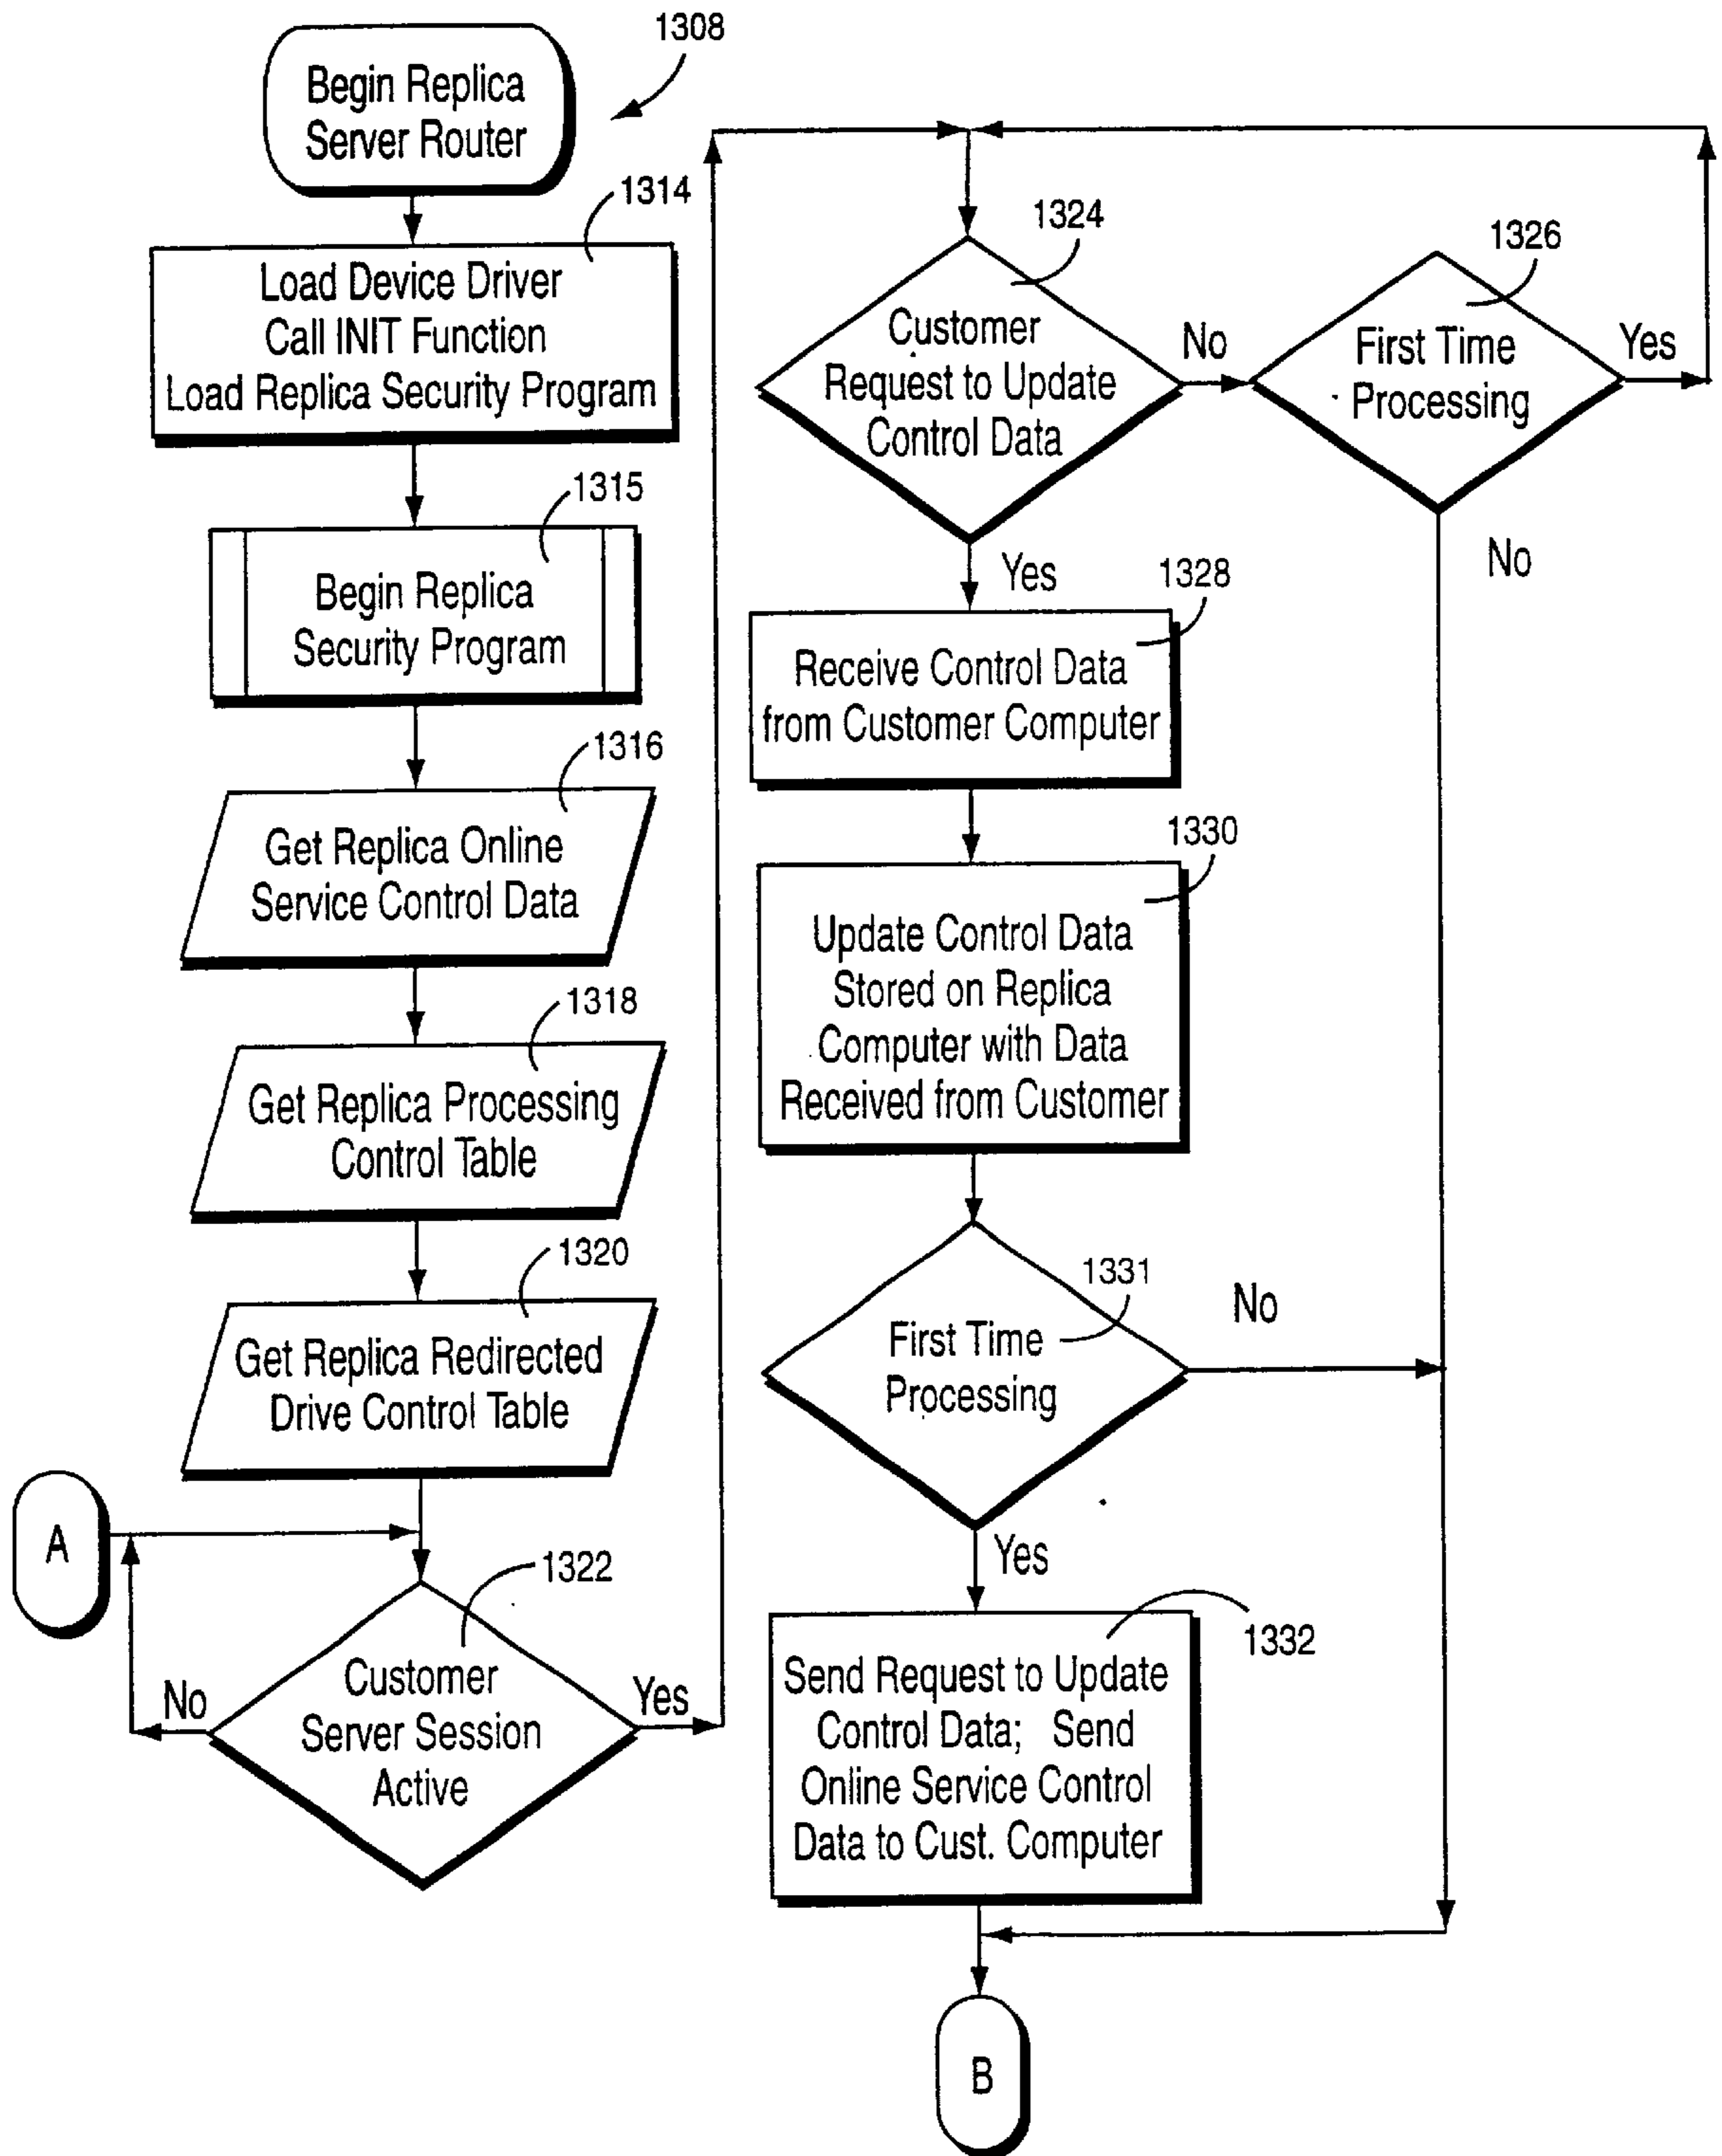 1308
Begin Replica
Server Router
1314
Load Device Driver
Call INIT Function
Load Replica Security Program
1315
Begin Replica
Security Program
1316
Get Replica Online
Service Control Data
1318
Get Replica Processing
Control Table
1320
Get Replica Redirected
Drive Control Table
A
1322
Customer
Server Session
Active
No
Yes
1324
Customer
Request to Update
Control Data
No
Yes
1326
First Time
Processing
Yes
No
1328
Receive Control Data
from Customer Computer
1330
Update Control Data
Stored on Replica
Computer with Data
Received from Customer
1331
First Time
Processing
No
Yes
1332
Send Request to Update
Control Data; Send
Online Service Control
Data to Cust. Computer
B